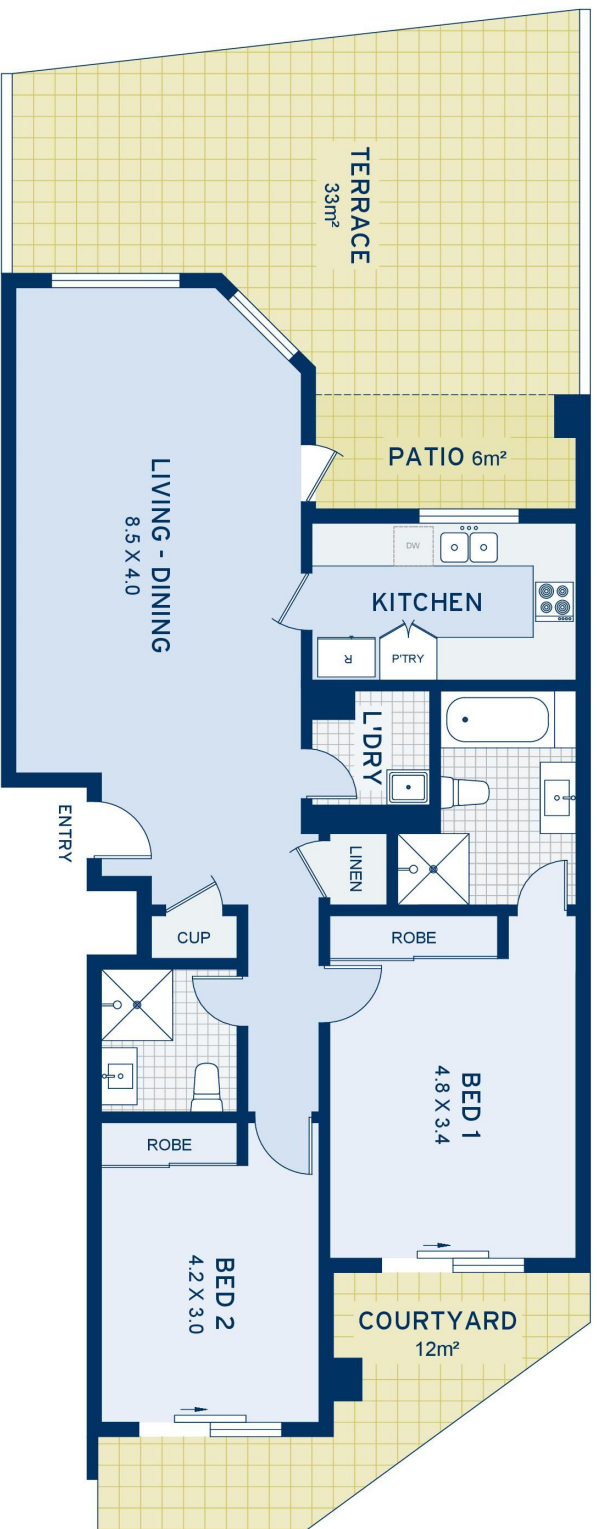 TERRACE
33m²
PATIO 6m²
LIVING - DINING
8.5 X 4.0
DW
KITCHEN
R
P'TRY
L'DRY
ENTRY
LINEN
CUP
ROBE
BED 1
4.8 X 3.4
ROBE
BED 2
4.2 X 3.0
COURTYARD
12m²